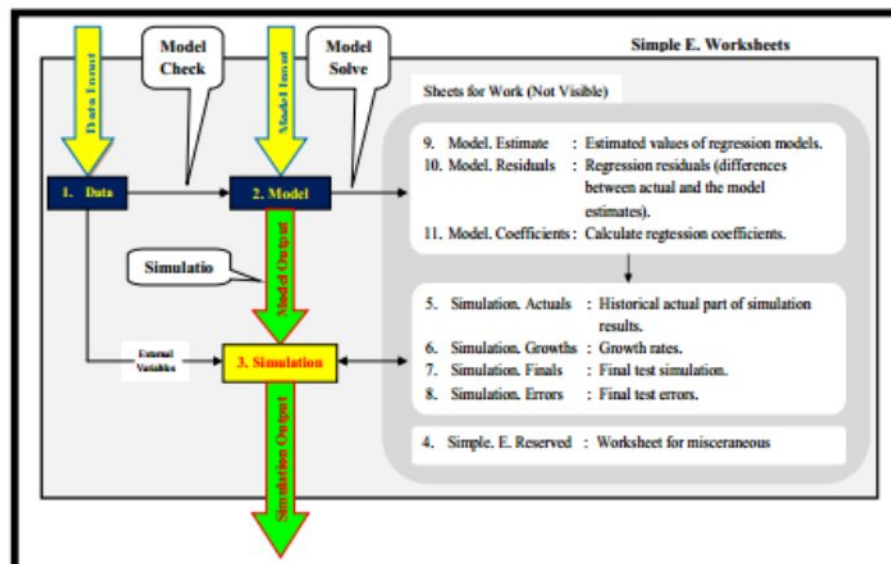 Simple E. Worksheets
Data Input
Model
Check
Model Input
Model
Solve
Sheets for Work (Not Visible)
9. Model. Estimate : Estimated values of regression models.
10. Model. Residuals : Regression residuals (differences
between actual and the model
estimates).
11. Model. Coefficients : Calculate regtession coefficients.
1. Data
2. Model
Simulatio
Model Output
5. Simulation. Actuals : Historical actual part of simulation
results.
6. Simulation. Growths : Growth rates.
7. Simulation. Finals : Final test simulation.
8. Simulation. Errors : Final test errors.
External
Variables
3. Simulation
4. Simple. E. Reserved : Worksheet for misceraneous
Simulation Output